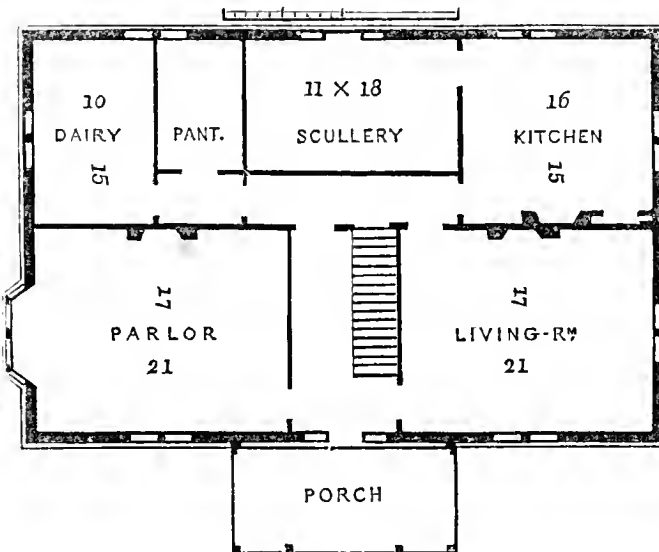 10
DAIRY
15
PANT.
11 X 18
SCULLERY
16
KITCHEN
15
17
PARLOR
21
17
LIVING-RM
21
PORCH